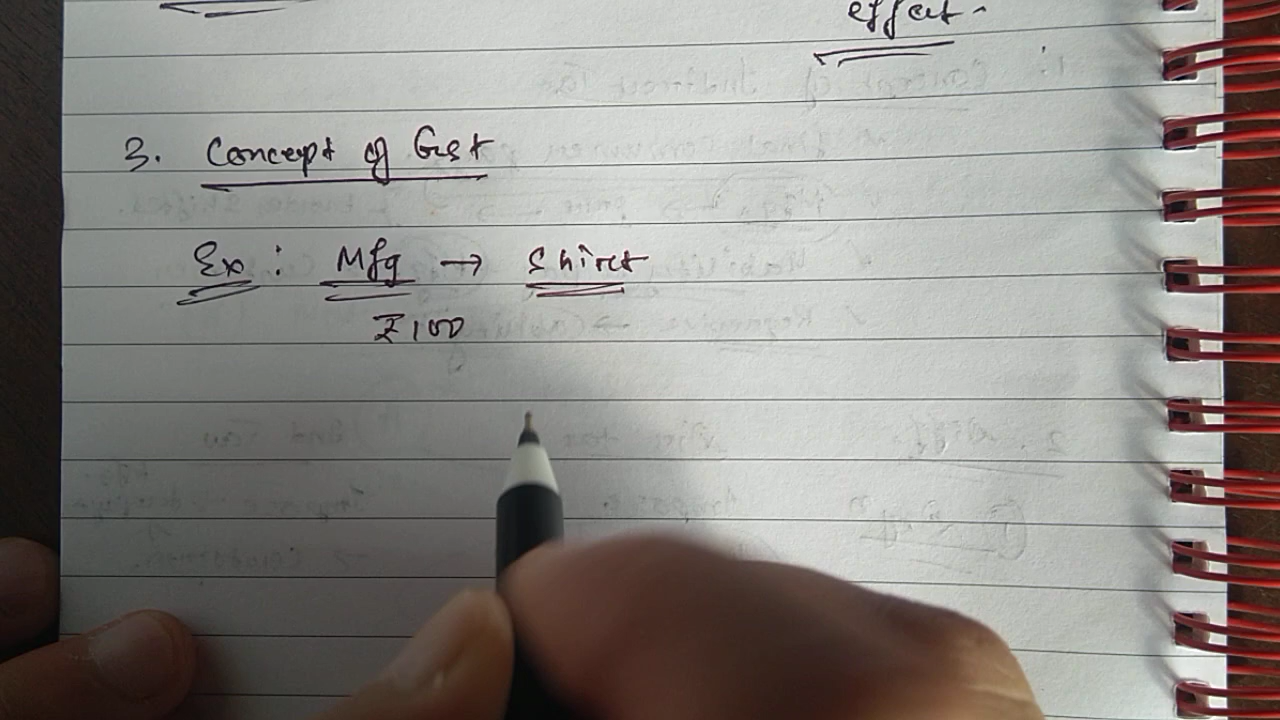 effect.
3. Concept of Gst
Ex : Mfg → Shirt
₹100